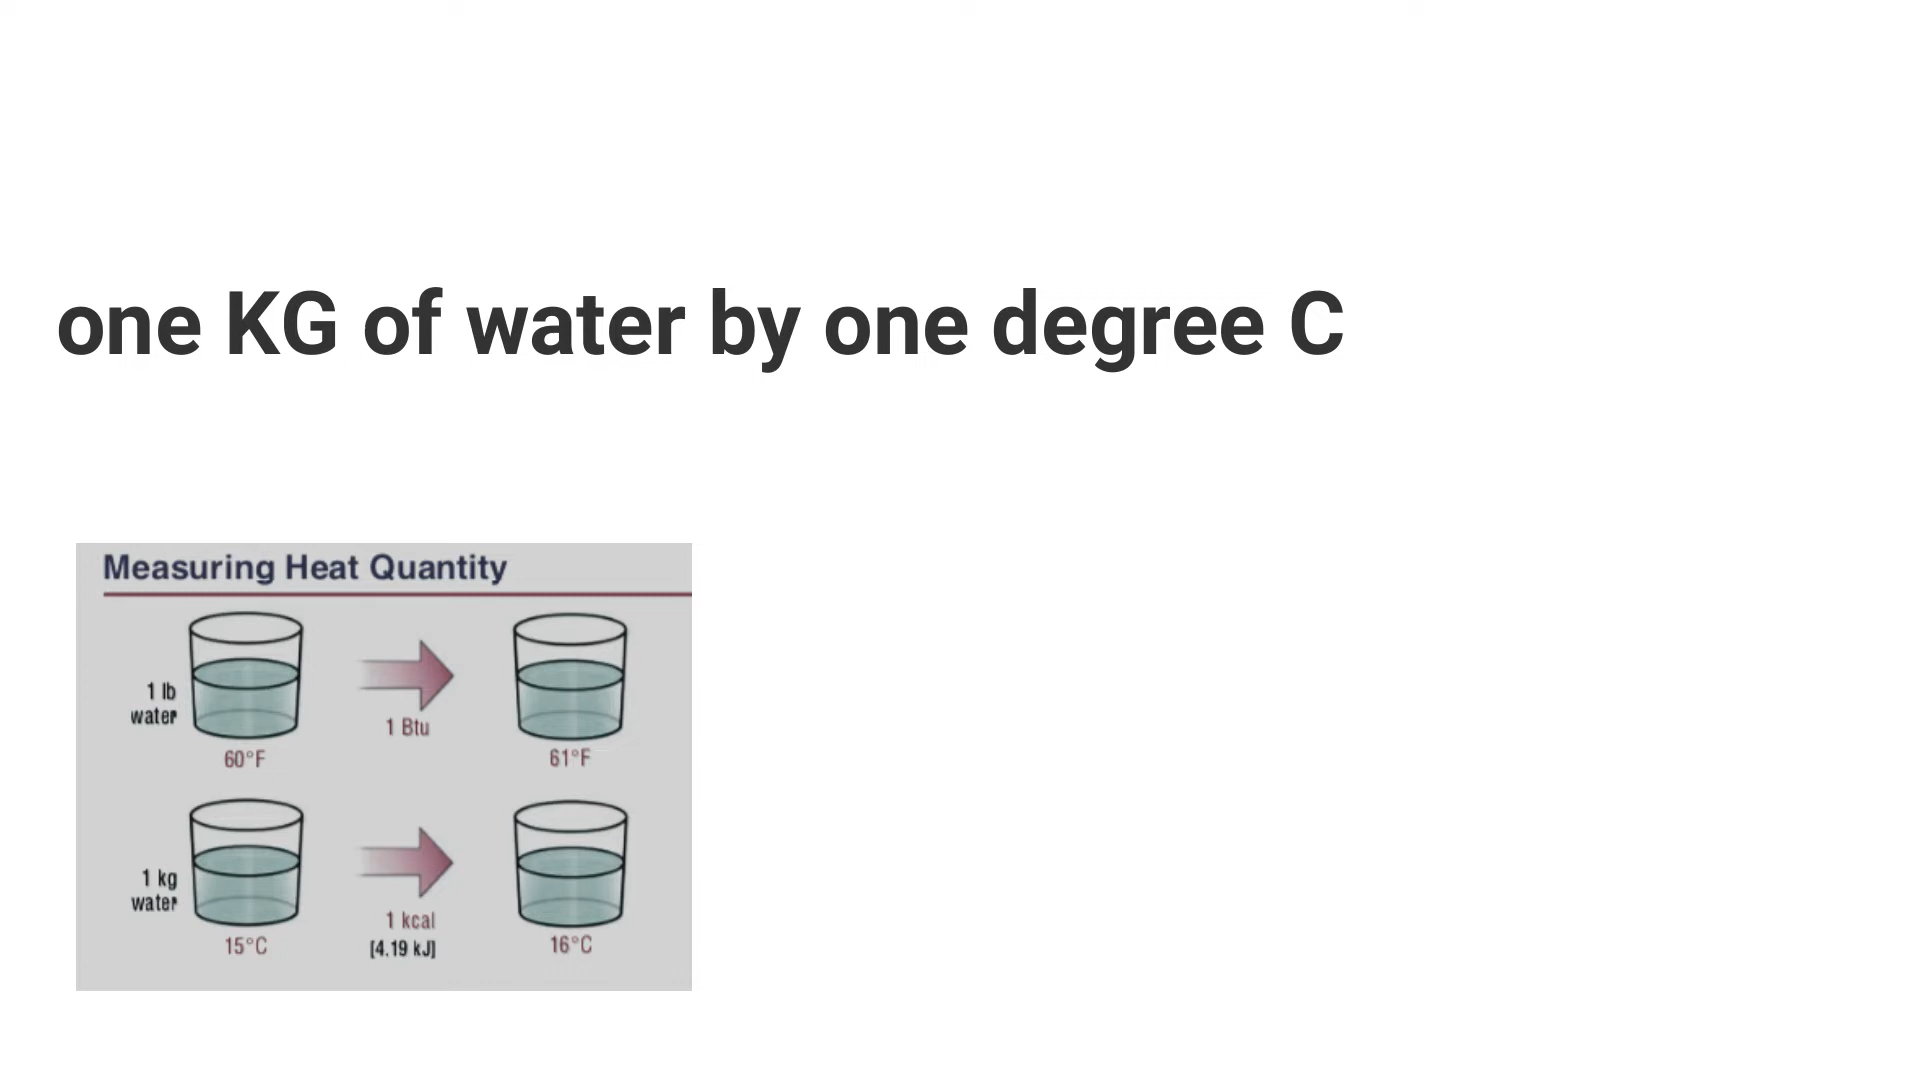 one KG of water by one degree C
Measuring Heat Quantity
1 lb
water
1 Btu
60°F
61°F
1 kg
water
1 kcal
[4.19 kJ]
15°C
16°C